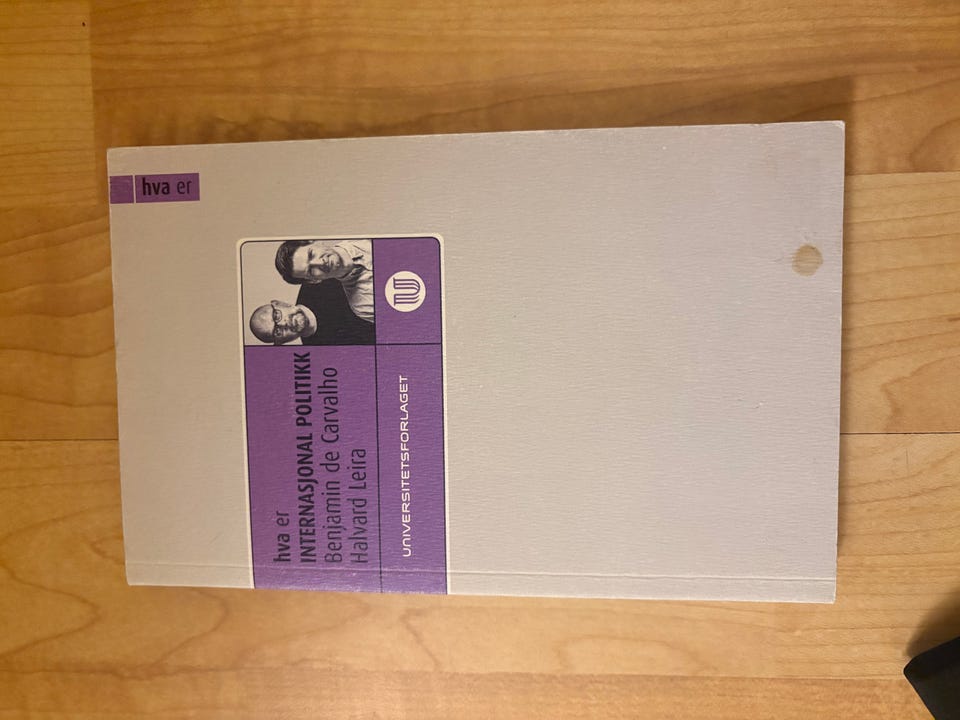 hva er
hva er
INTERNASJONAL POLITIKK
Benjamin de Carvalho
Halvard Leira
UNIVERSITETSFORLAGET